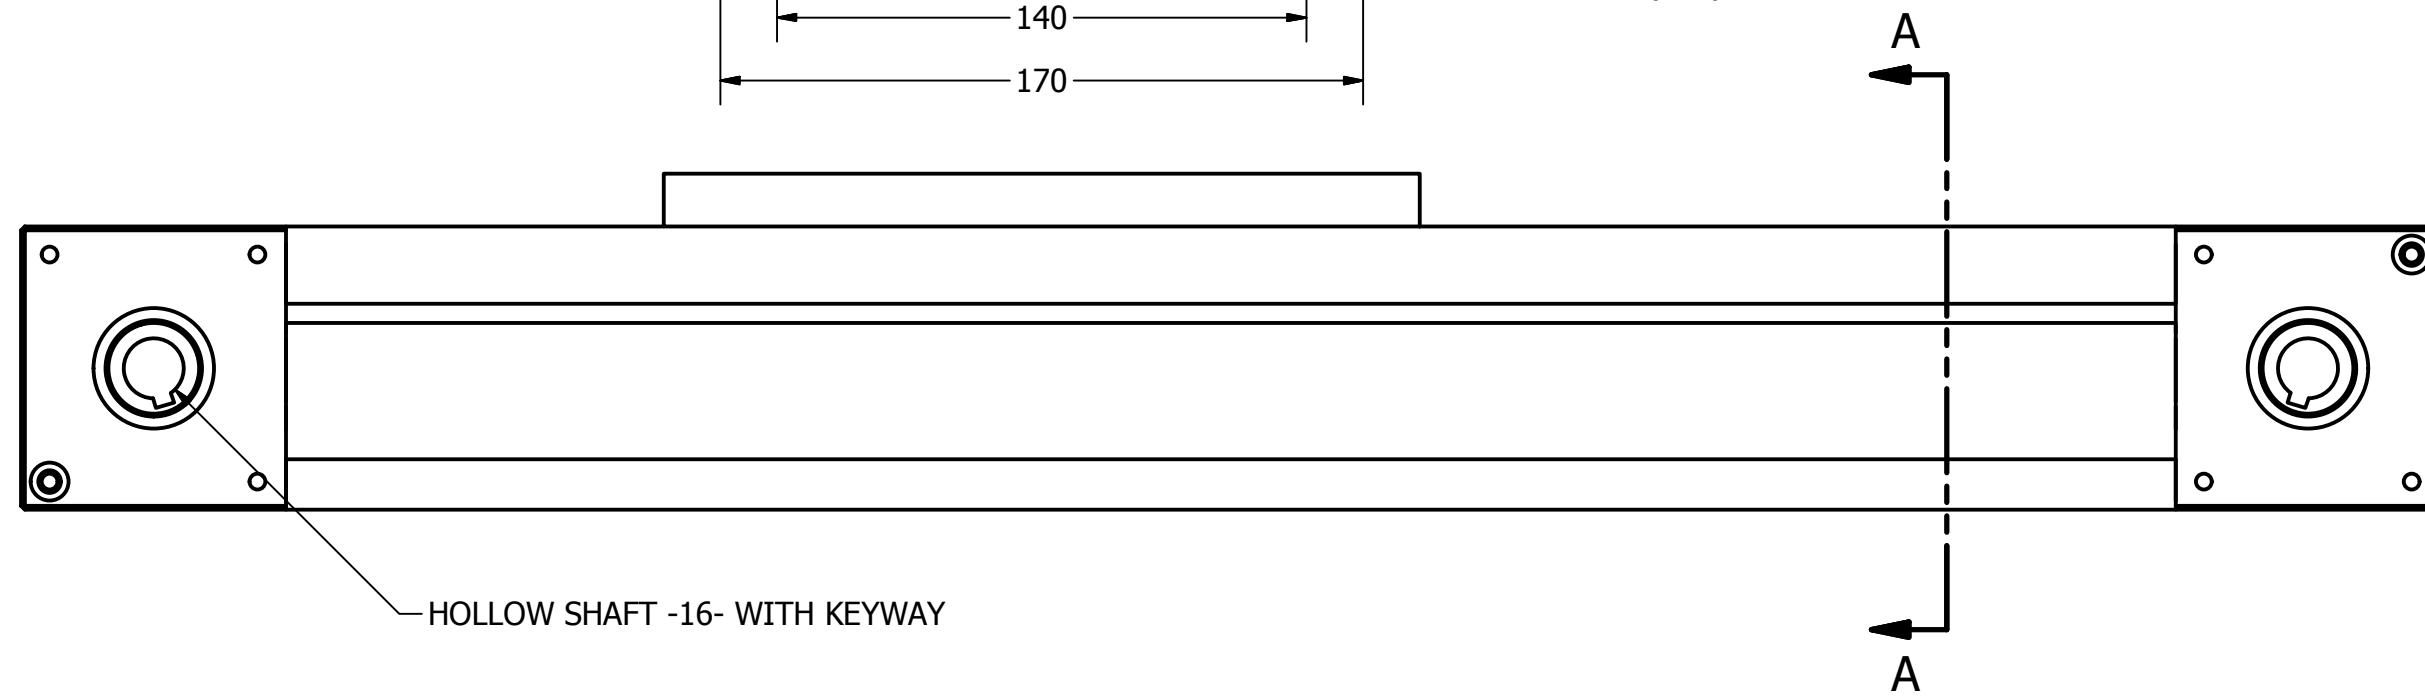 140
A
170
HOLLOW SHAFT -16- WITH KEYWAY
A